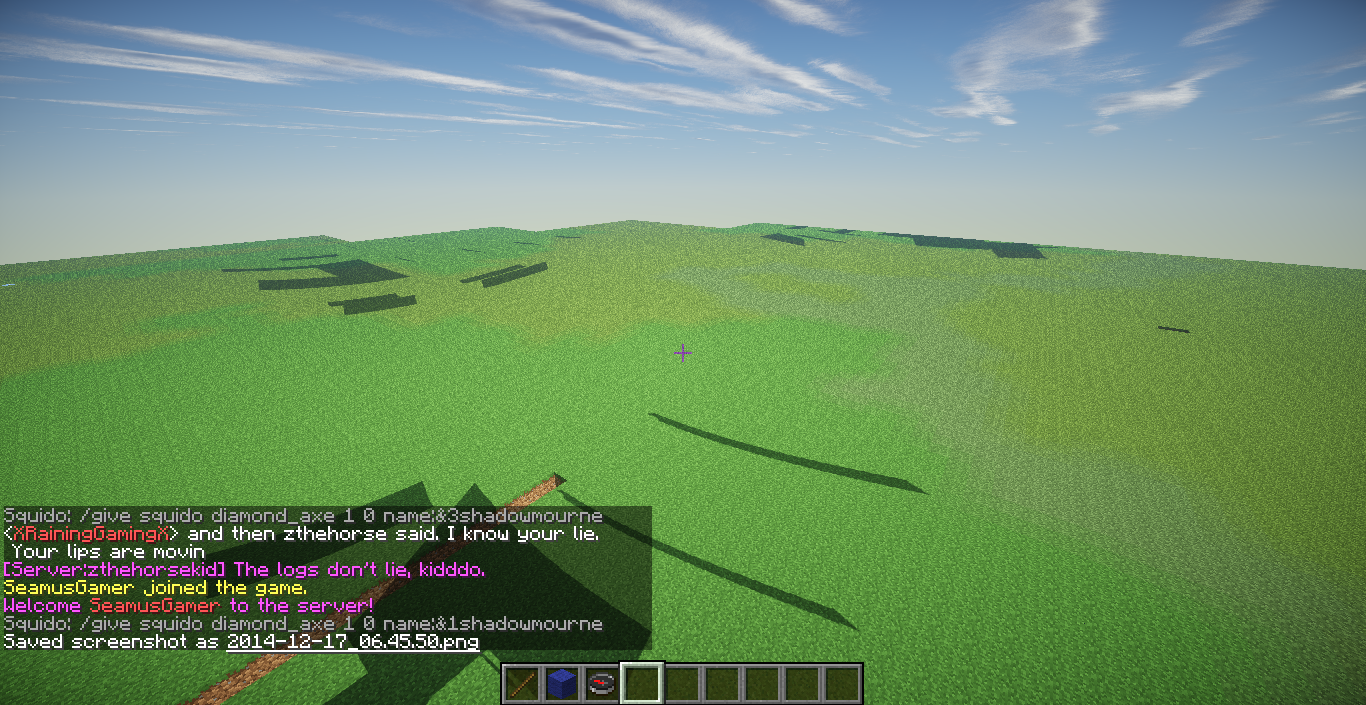 Squido: /give squido diamond_axe 1 0 name:&3shadowmourne
<XRainingGamingX> and then zthehorse said. I know your lie.
Your lips are movin
[Server:zthehorsekid] The logs don't lie, kidddo.
SeamusGamer joined the game.
Welcome SeamusGamer to the server!
Squido: /give squido diamond_axe 1 0 name:&1shadowmourne
Saved screenshot as 2014-12-17_06.45.50.png